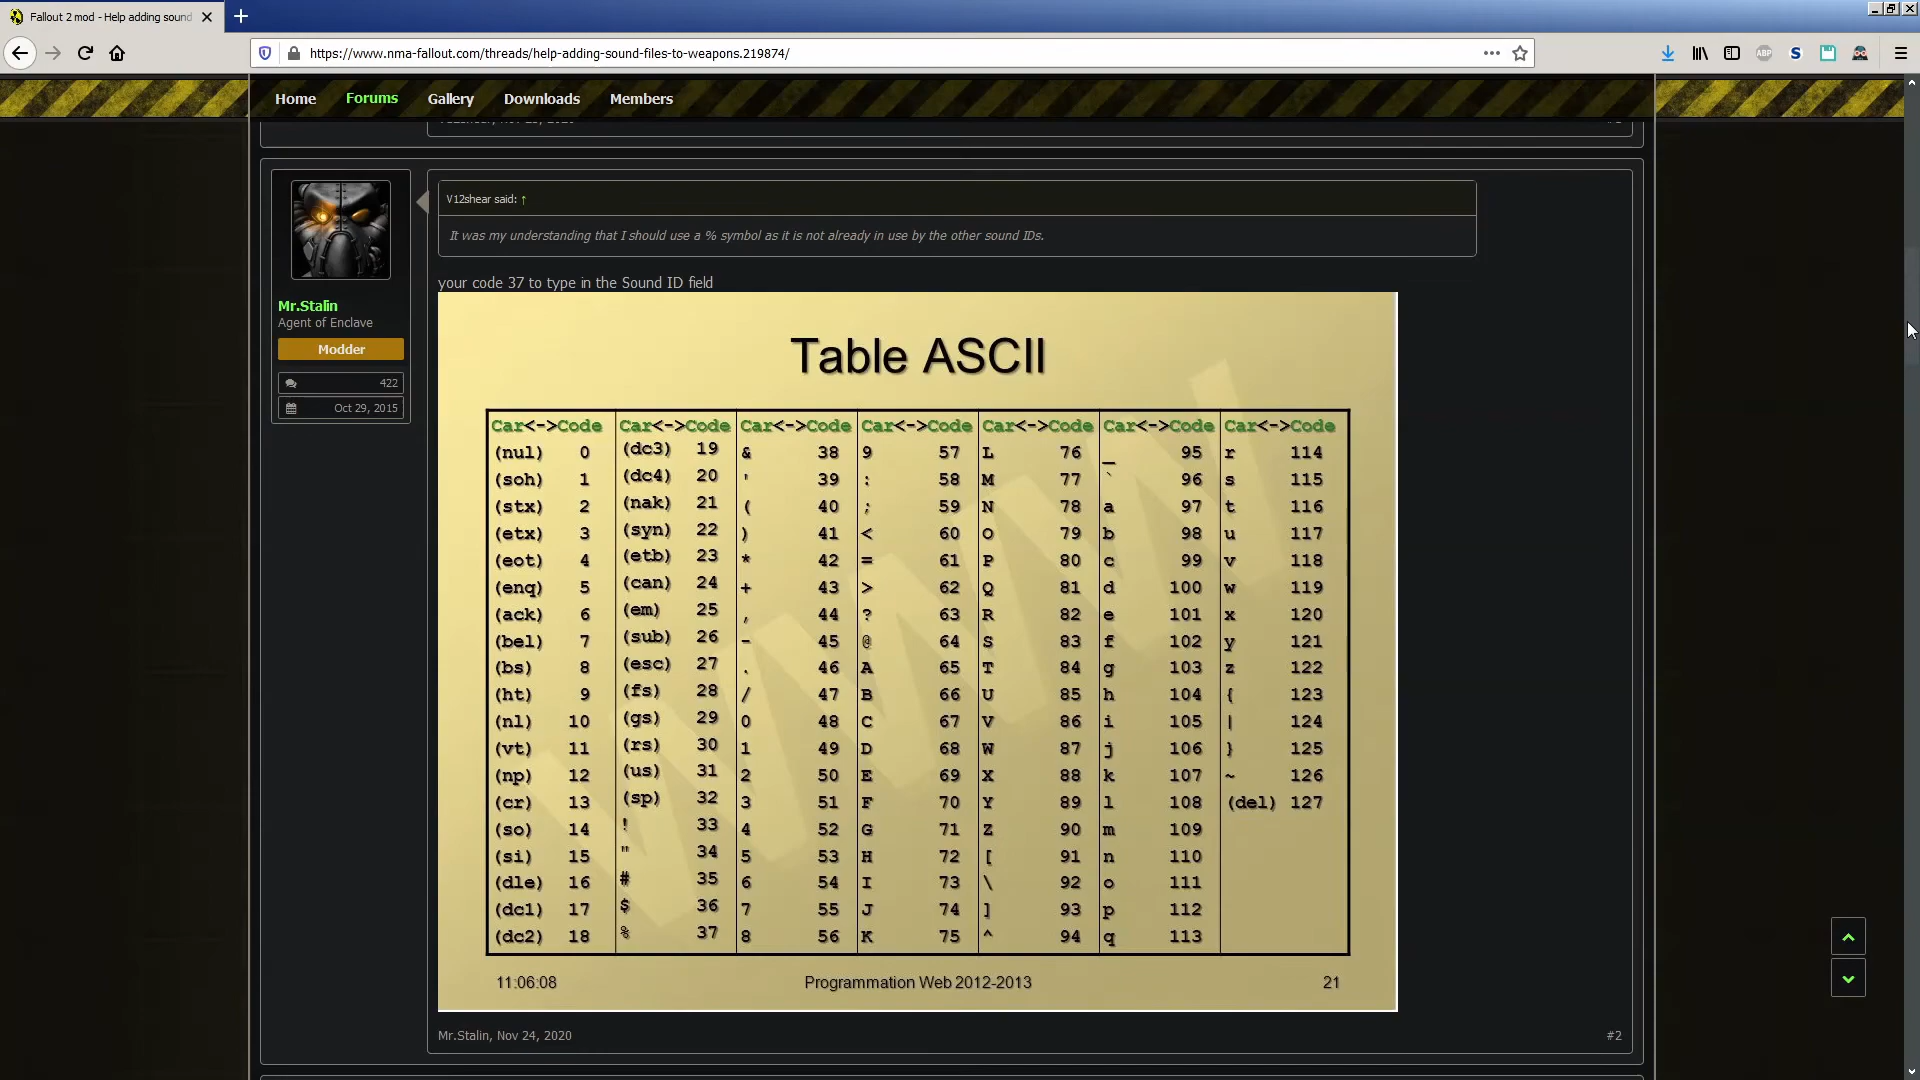 Fallout 2 mod - Help adding sound
https://www.nma-fallout.com/threads/help-adding-sound-files-to-weapons.219874/
ABP
S
Home Forums Gallery Downloads Members
V12shear said: ↑
It was my understanding that I should use a % symbol as it is not already in use by the other sound IDs.
Mr.Stalin
Agent of Enclave
Modder
422
Oct 29, 2015
your code 37 to type in the Sound ID field
Table ASCII
Car<->Code Car<->Code Car<->Code Car<->Code Car<->Code Car<->Code Car<->Code
(nul) 0 (dc3) 19 & 38 9 57 L 76 _ 95 r 114
(soh) 1 (dc4) 20 ' 39 : 58 M 77 ` 96 s 115
(stx) 2 (nak) 21 ( 40 ; 59 N 78 a 97 t 116
(etx) 3 (syn) 22 ) 41 < 60 O 79 b 98 u 117
(eot) 4 (etb) 23 * 42 = 61 P 80 c 99 v 118
(enq) 5 (can) 24 + 43 > 62 Q 81 d 100 w 119
(ack) 6 (em) 25 , 44 ? 63 R 82 e 101 x 120
(bel) 7 (sub) 26 - 45 @ 64 S 83 f 102 y 121
(bs) 8 (esc) 27 . 46 A 65 T 84 g 103 z 122
(ht) 9 (fs) 28 / 47 B 66 U 85 h 104 { 123
(nl) 10 (gs) 29 0 48 C 67 V 86 i 105 | 124
(vt) 11 (rs) 30 1 49 D 68 W 87 j 106 } 125
(np) 12 (us) 31 2 50 E 69 X 88 k 107 ~ 126
(cr) 13 (sp) 32 3 51 F 70 Y 89 l 108 (del) 127
(so) 14 ! 33 4 52 G 71 Z 90 m 109
(si) 15 " 34 5 53 H 72 [ 91 n 110
(dle) 16 # 35 6 54 I 73 \ 92 o 111
(dc1) 17 $ 36 7 55 J 74 ] 93 p 112
(dc2) 18 % 37 8 56 K 75 ^ 94 q 113
11:06:08 Programmation Web 2012-2013 21
Mr.Stalin, Nov 24, 2020 #2